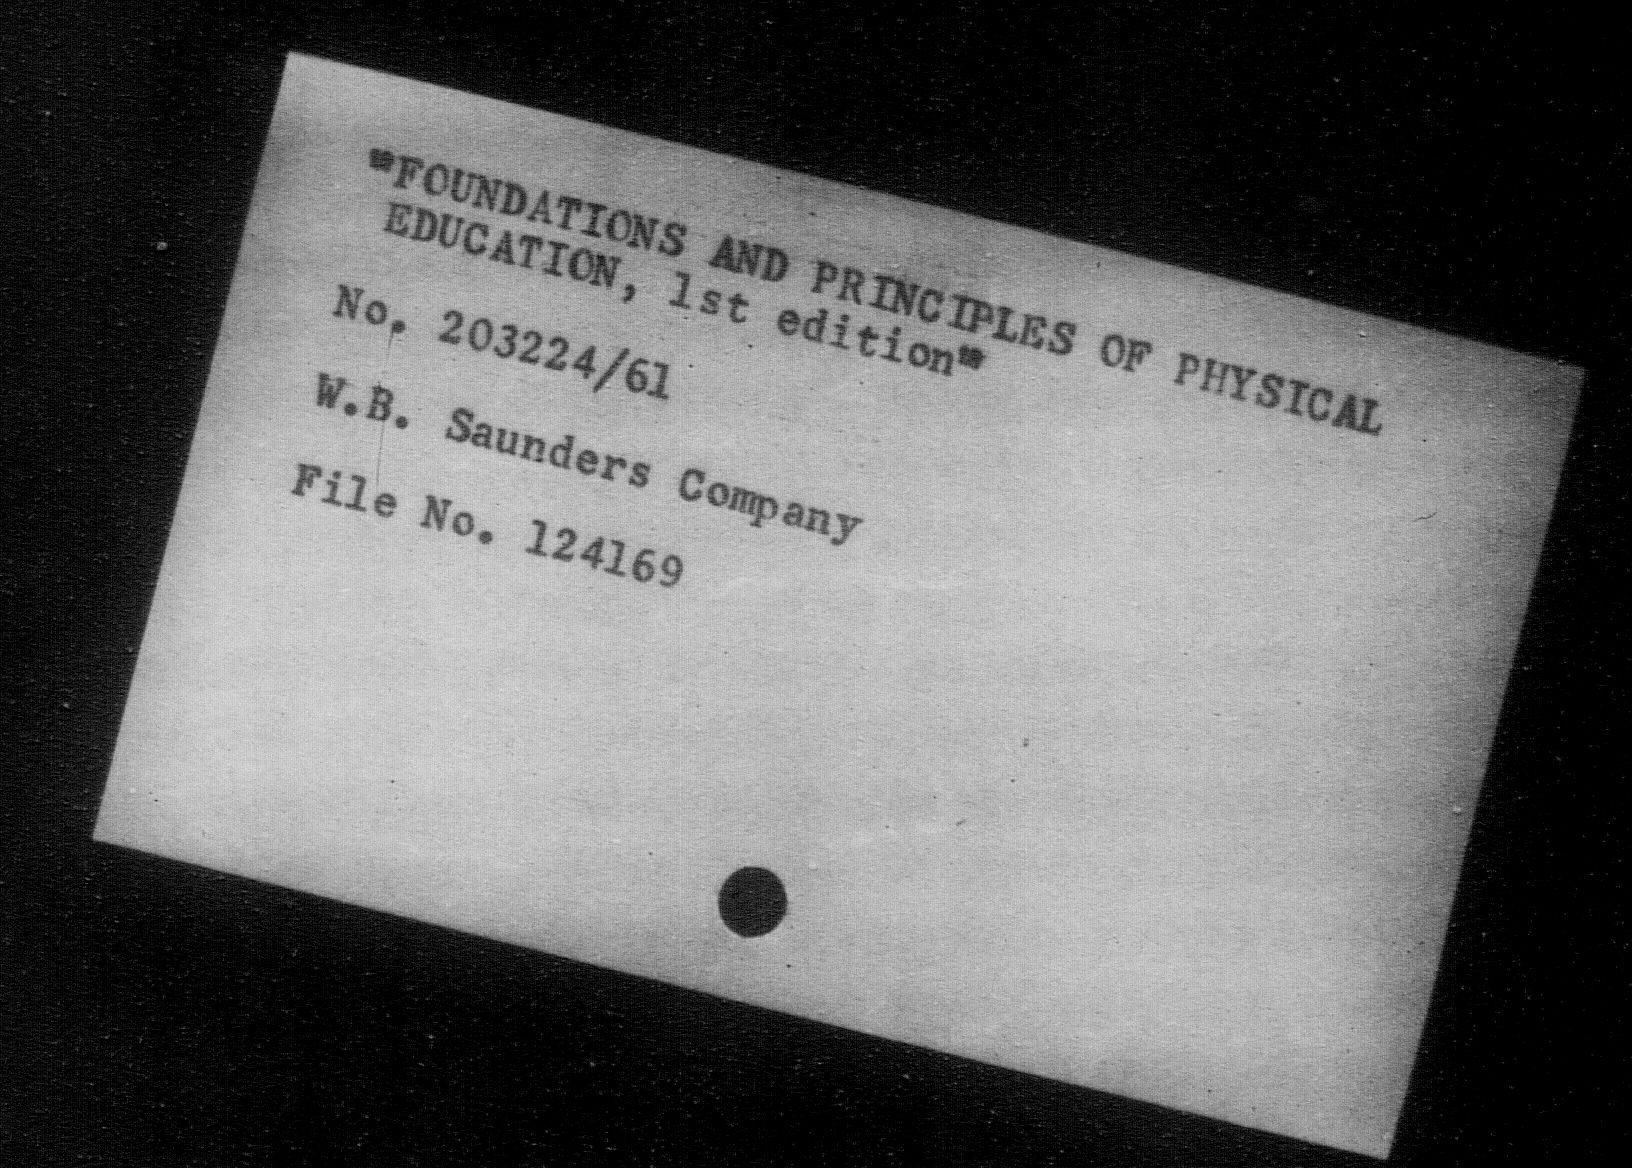 "FOUNDATIONS AND PRINCIPLES OF PHYSICAL
EDUCATION, 1st edition"
No. 203224/61
W.B. Saunders Company
File No. 124169